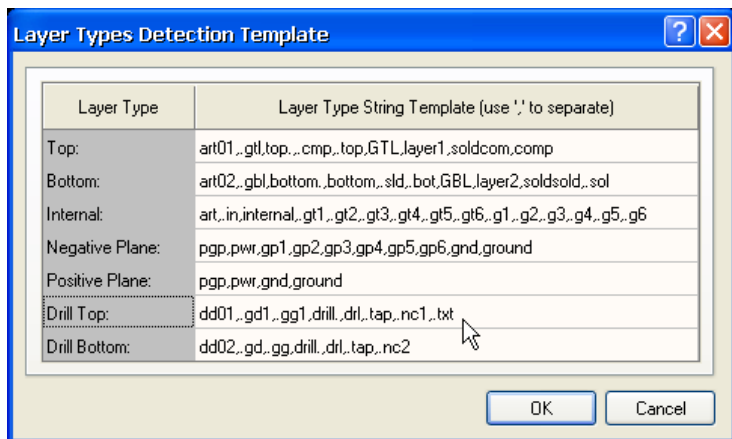 Layer Types Detection Template
Layer Type Layer Type String Template (use ',' to separate)
Top: art01,.gtl,top.,.cmp,.top,GTL,layer1,soldcom,comp
Bottom: art02,.gbl,bottom.,bottom,.sld,.bot,GBL,layer2,soldsold,.sol
Internal: art,.in,internal,.gt1,.gt2,.gt3,.gt4,.gt5,.gt6,.g1,.g2,.g3,.g4,.g5,.g6
Negative Plane: pgp,pwr,gp1,gp2,gp3,gp4,gp5,gp6,gnd,ground
Positive Plane: pgp,pwr,gnd,ground
Drill Top: dd01,.gd1,.gg1,drill.,drl,.tap,.nc1,.txt
Drill Bottom: dd02,.gd,.gg,drill.,drl,.tap,.nc2
OK Cancel